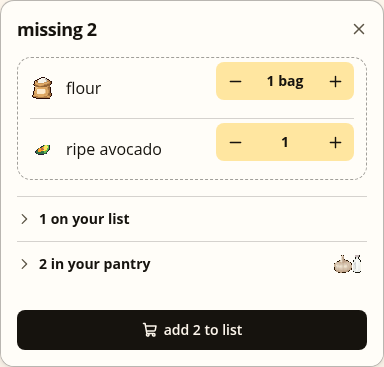 missing 2
flour
1 bag
ripe avocado
1
1 on your list
2 in your pantry
add 2 to list